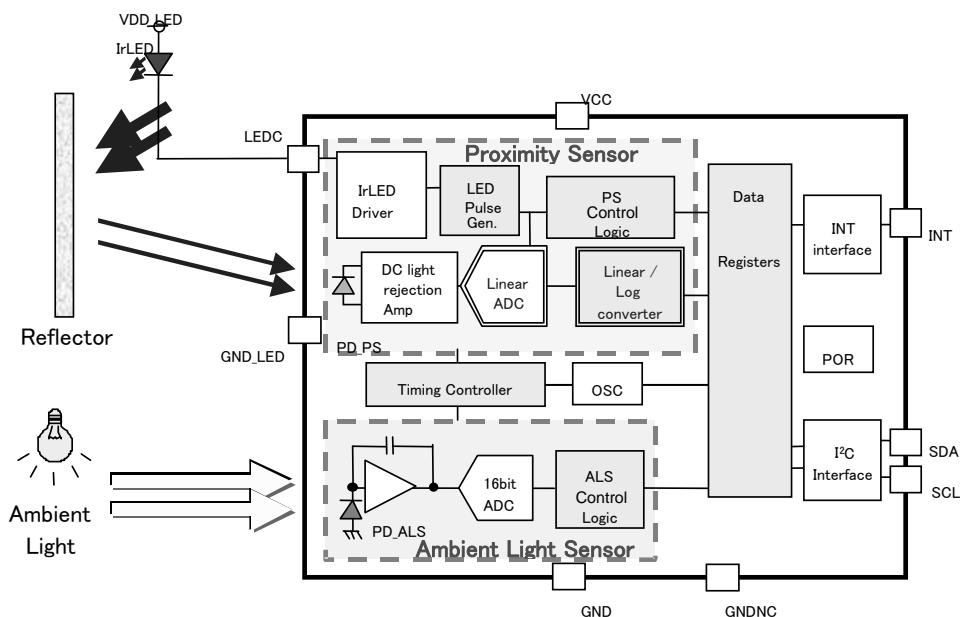 VDD_LED
IrLED
VCC
LEDC
Proximity Sensor
IrLED
Driver
LED
Pulse
Gen.
PS
Control
Logic
Data
Registers
INT
interface
INT
DC light
rejection
Amp
Linear
ADC
Linear /
Log
converter
Reflector
GND_LED
PD_PS
POR
Timing Controller
OSC
I²C
Interface
SDA
SCL
16bit
ADC
ALS
Control
Logic
PD_ALS
Ambient Light Sensor
Ambient
Light
GND
GNDNC